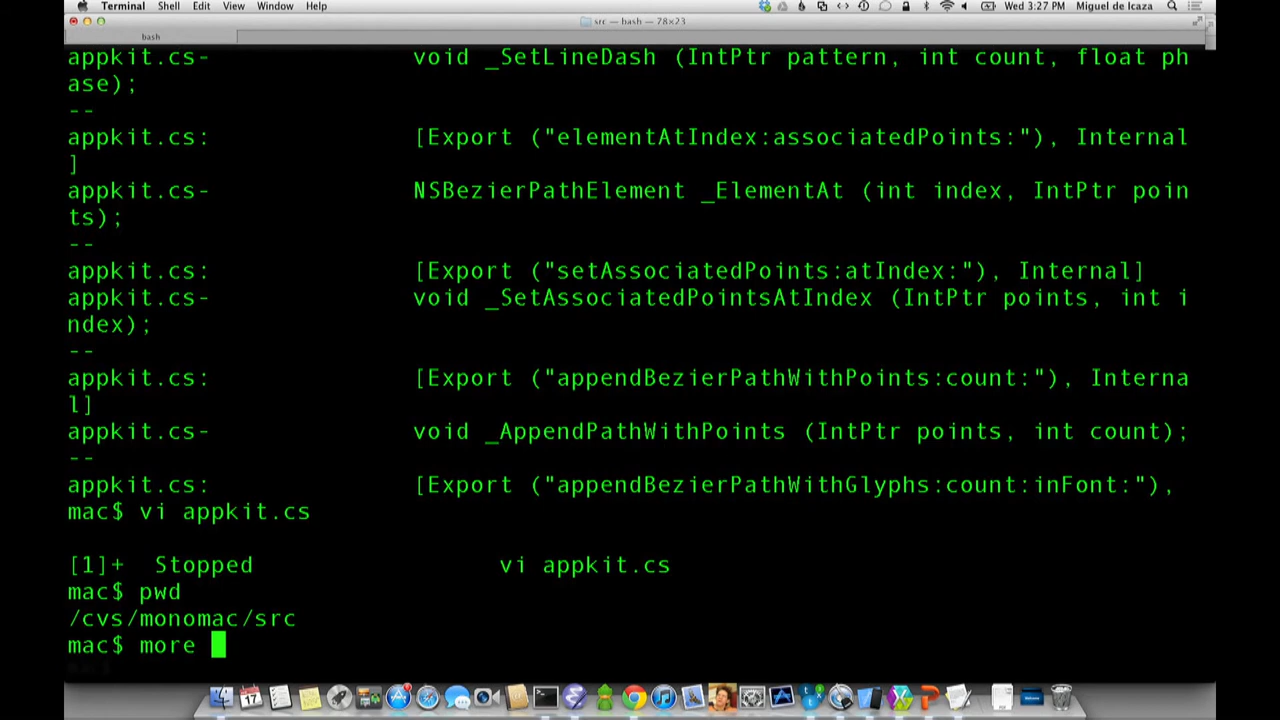 Terminal Shell Edit View Window Help Wed 3:27 PM Miguel de Icaza
src — bash — 78×23
bash
appkit.cs- void _SetLineDash (IntPtr pattern, int count, float ph
ase);
--
appkit.cs: [Export ("elementAtIndex:associatedPoints:"), Internal
]
appkit.cs- NSBezierPathElement _ElementAt (int index, IntPtr poin
ts);
--
appkit.cs: [Export ("setAssociatedPoints:atIndex:"), Internal]
appkit.cs- void _SetAssociatedPointsAtIndex (IntPtr points, int i
ndex);
--
appkit.cs: [Export ("appendBezierPathWithPoints:count:"), Interna
l]
appkit.cs- void _AppendPathWithPoints (IntPtr points, int count);
--
appkit.cs: [Export ("appendBezierPathWithGlyphs:count:inFont:"),
mac$ vi appkit.cs
[1]+ Stopped vi appkit.cs
mac$ pwd
/cvs/monomac/src
mac$ more
17